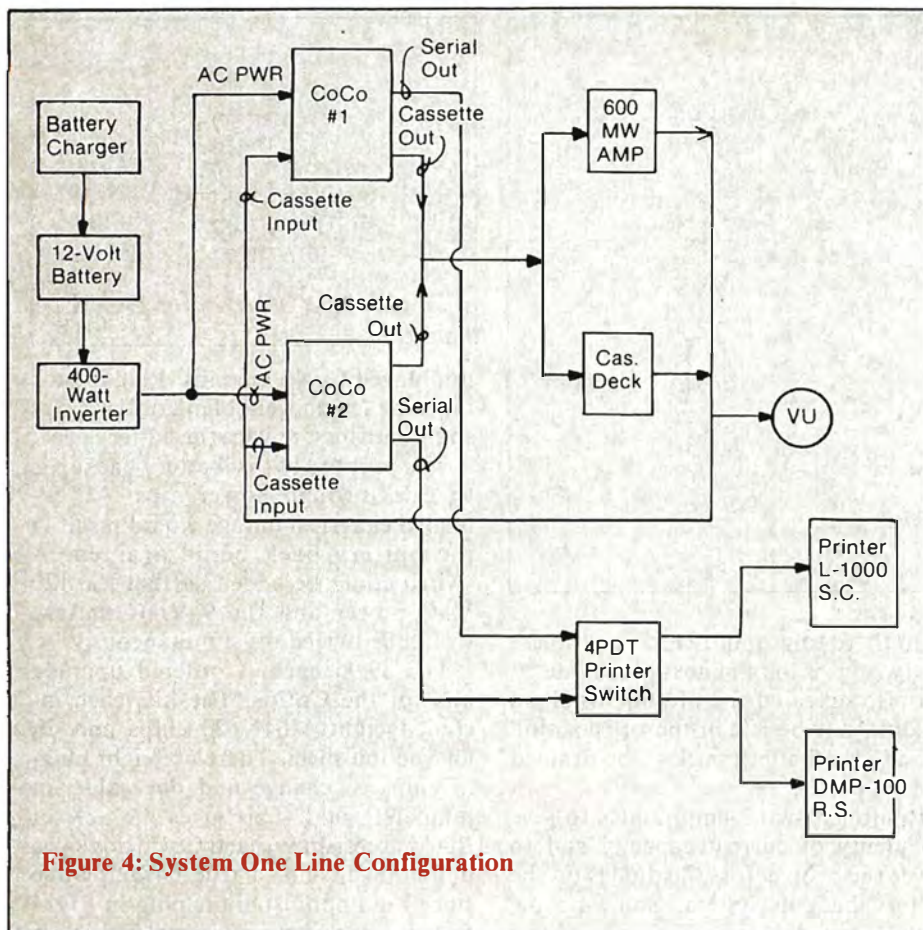 Battery
Charger
12-Volt
Battery
400-
Watt
Inverter
AC PWR
AC PWR
CoCo
#1
Serial
Out
Cassette
Out
Cassette
Input
Cassette
Out
CoCo
#2
Serial
Out
Cassette
Input
600
MW
AMP
Cas.
Deck
VU
4PDT
Printer
Switch
Printer
L-1000
S.C.
Printer
DMP-100
R.S.
Figure 4: System One Line Configuration